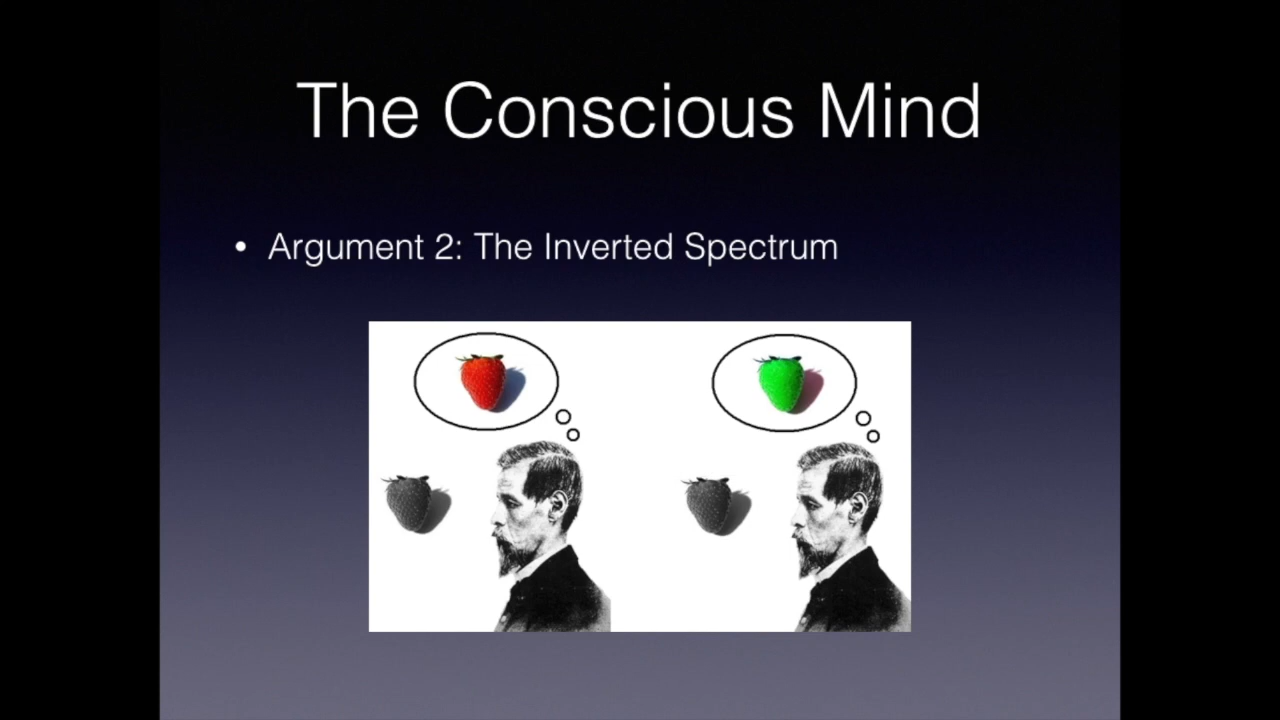 The Conscious Mind
• Argument 2: The Inverted Spectrum